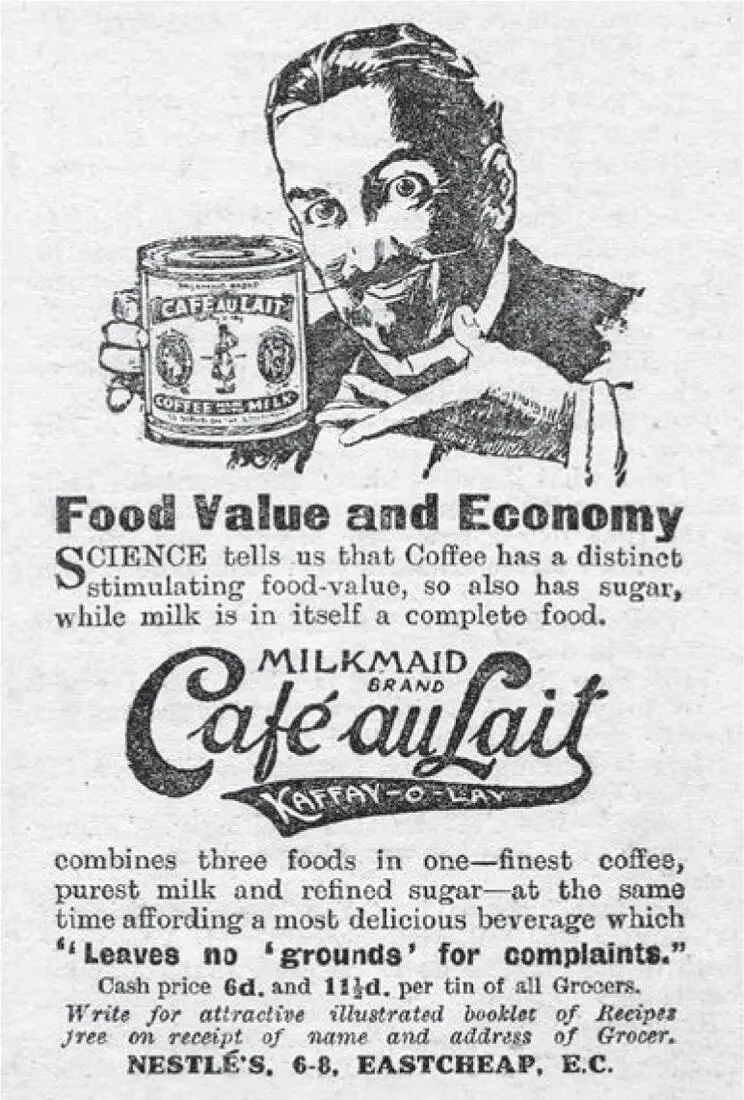 CAFÉ AU LAIT
COFFEE AND MILK
Food Value and Economy
SCIENCE tells us that Coffee has a distinct
stimulating food-value, so also has sugar,
while milk is in itself a complete food.
MILKMAID
BRAND
Café au Lait
KAFFAY-O-LAY
combines three foods in one—finest coffee,
purest milk and refined sugar—at the same
time affording a most delicious beverage which
"Leaves no 'grounds' for complaints."
Cash price 6d. and 11½d. per tin of all Grocers.
Write for attractive illustrated booklet of Recipes
free on receipt of name and address of Grocer.
NESTLÉ'S, 6-8, EASTCHEAP, E.C.